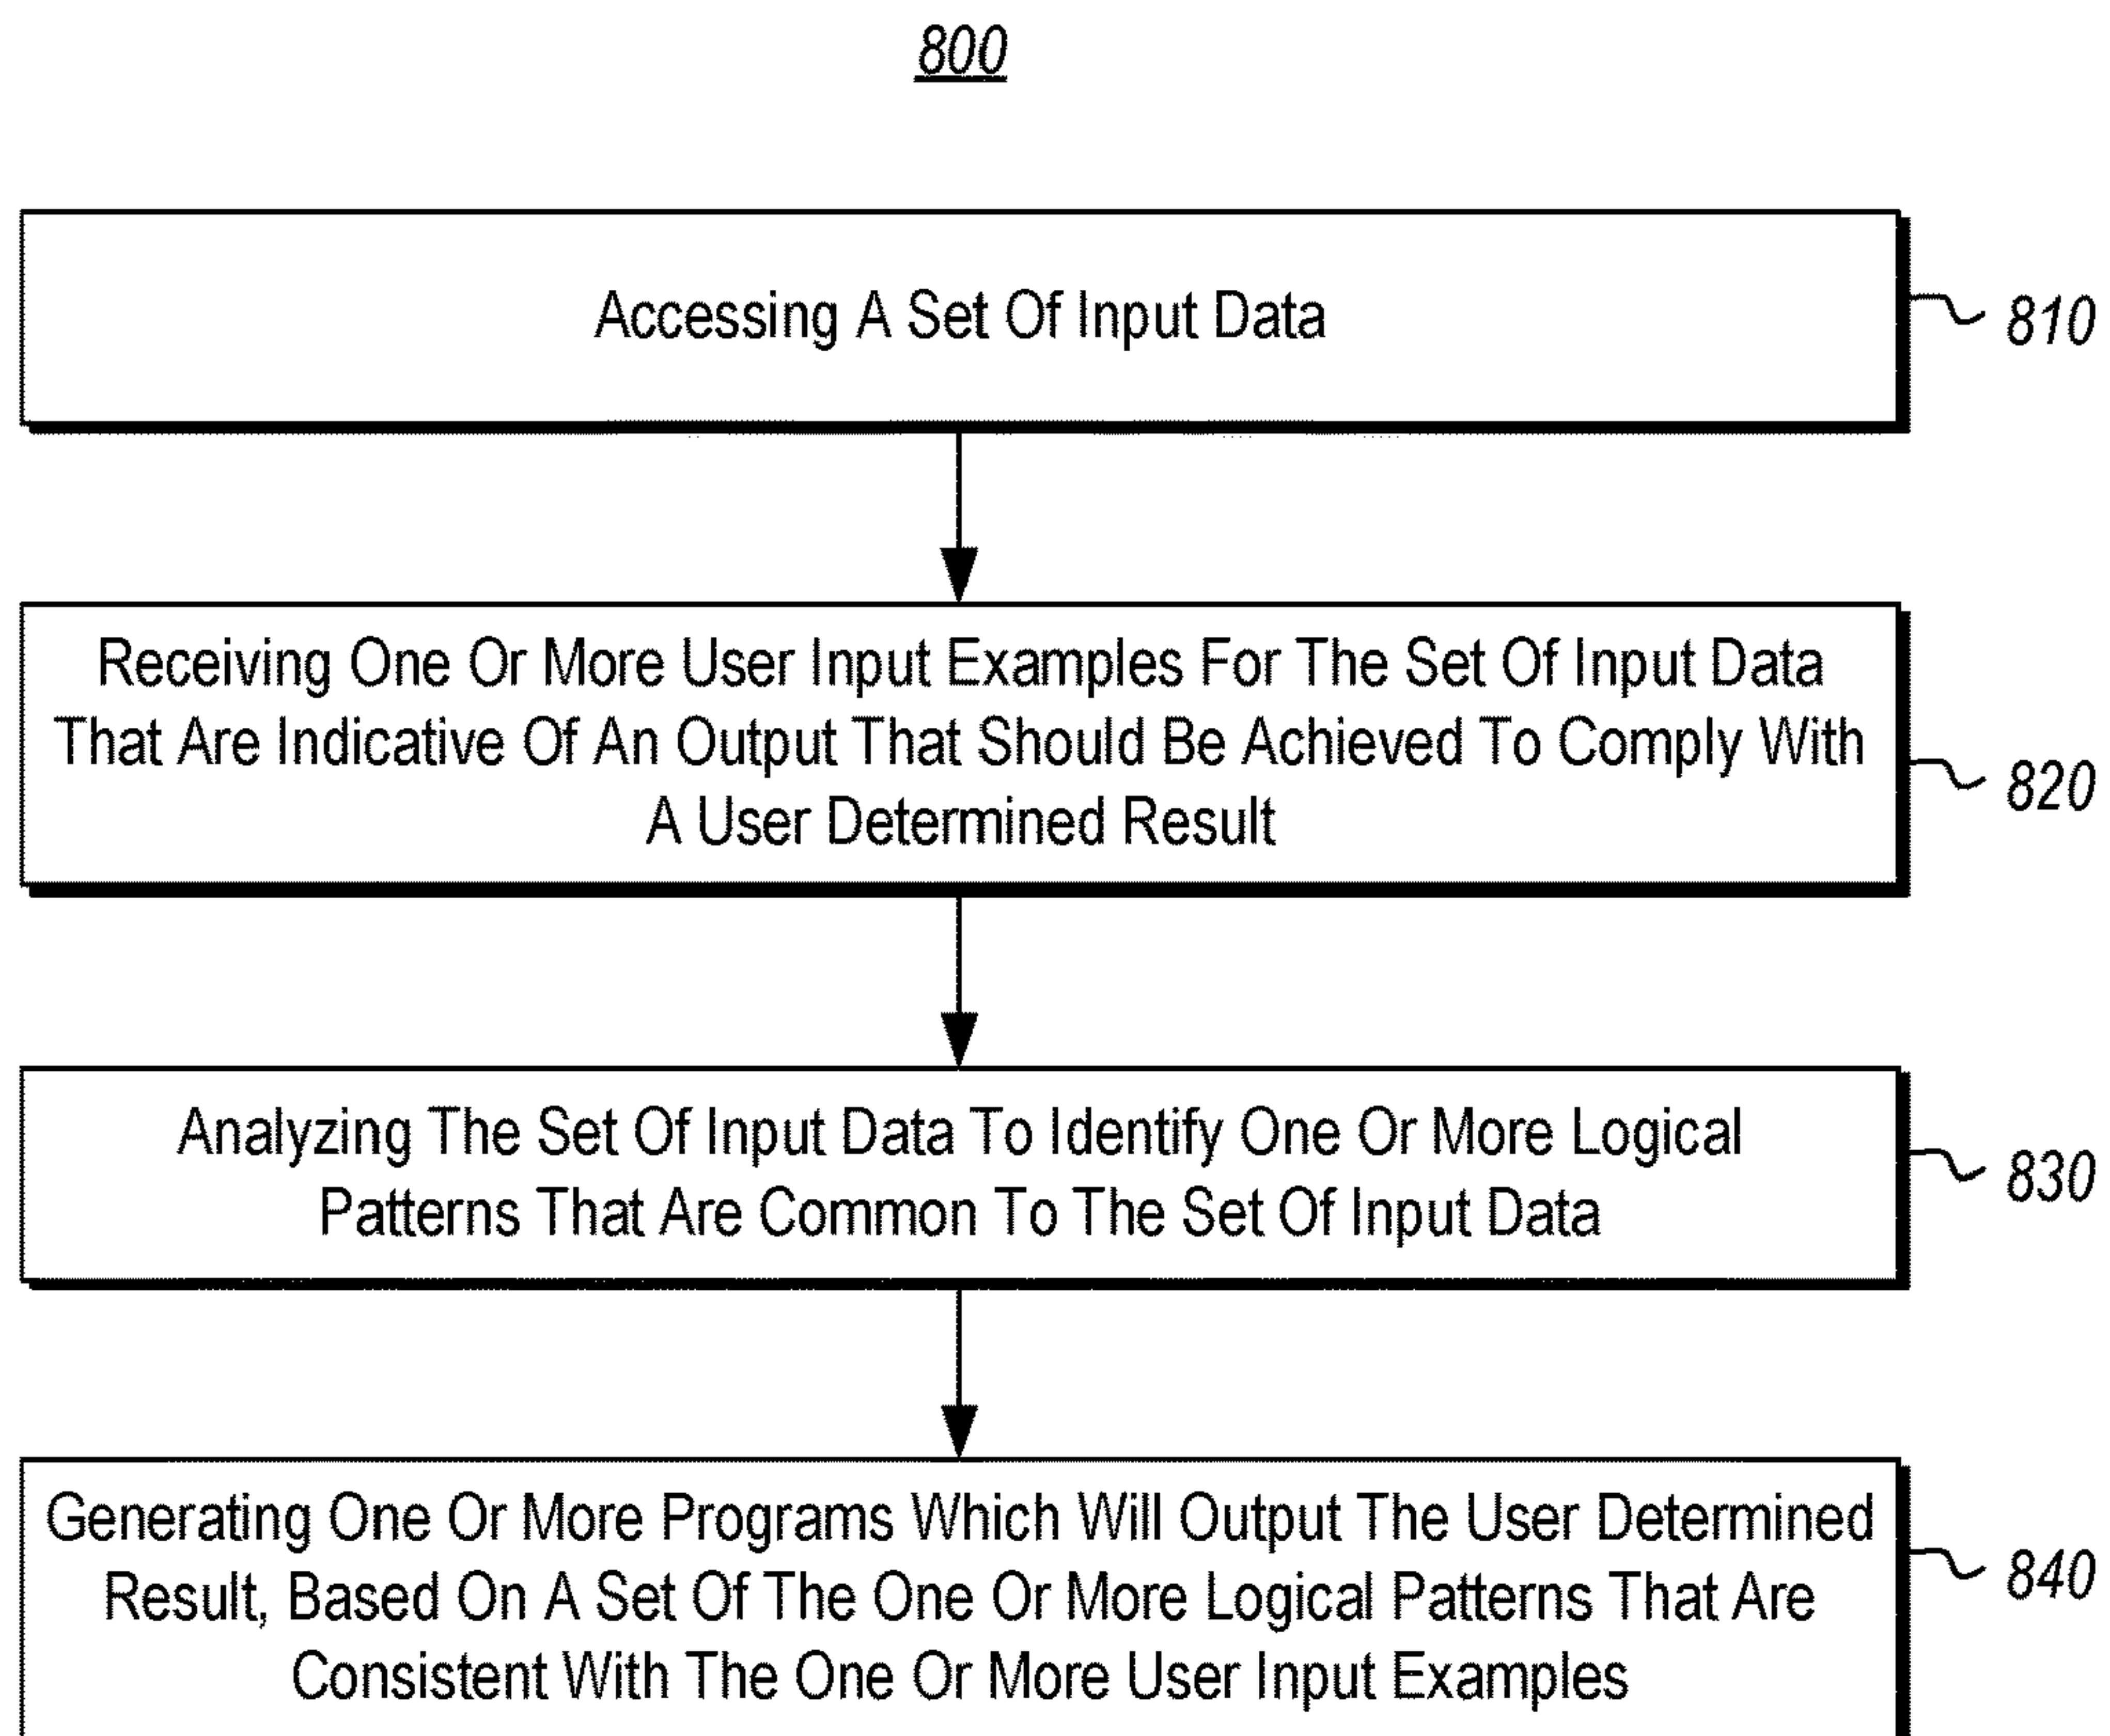 800
Accessing A Set Of Input Data
810
Receiving One Or More User Input Examples For The Set Of Input Data
That Are Indicative Of An Output That Should Be Achieved To Comply With
A User Determined Result
820
Analyzing The Set Of Input Data To Identify One Or More Logical
Patterns That Are Common To The Set Of Input Data
830
Generating One Or More Programs Which Will Output The User Determined
Result, Based On A Set Of The One Or More Logical Patterns That Are
Consistent With The One Or More User Input Examples
840